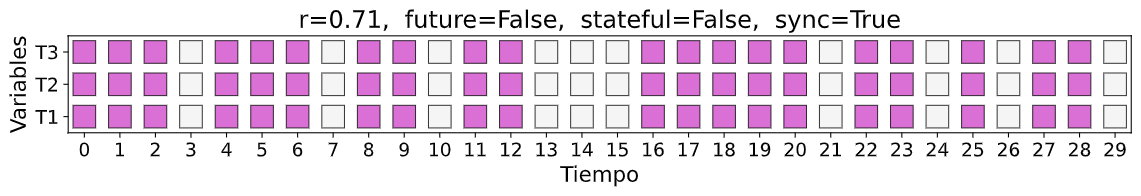 r=0.71,  future=False,  stateful=False,  sync=True
Variables
T3
T2
T1
0 1 2 3 4 5 6 7 8 9 10 11 12 13 14 15 16 17 18 19 20 21 22 23 24 25 26 27 28 29
Tiempo